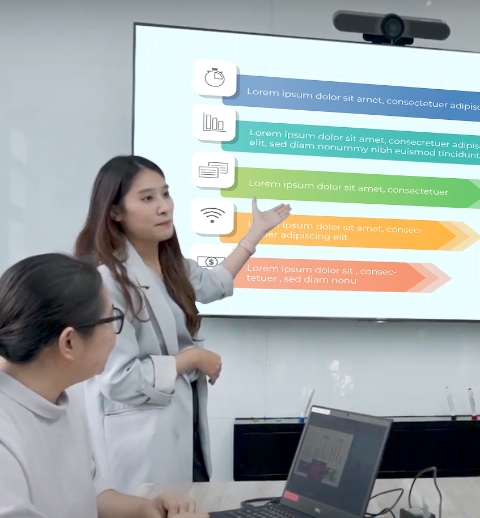 Lorem ipsum dolor sit amet, consectetuer
Lorem ipsum dolor sit amet, consecretuer
elit, sed diam nonummy nibh euismod tincidunt
Lorem ipsum dolor sit amet, consectetuer
ipsum dolor sit amet, consec-
adipiscing elit
Lorem ipsum dolor sit , consec-
tetuer , sed diam nonu
$